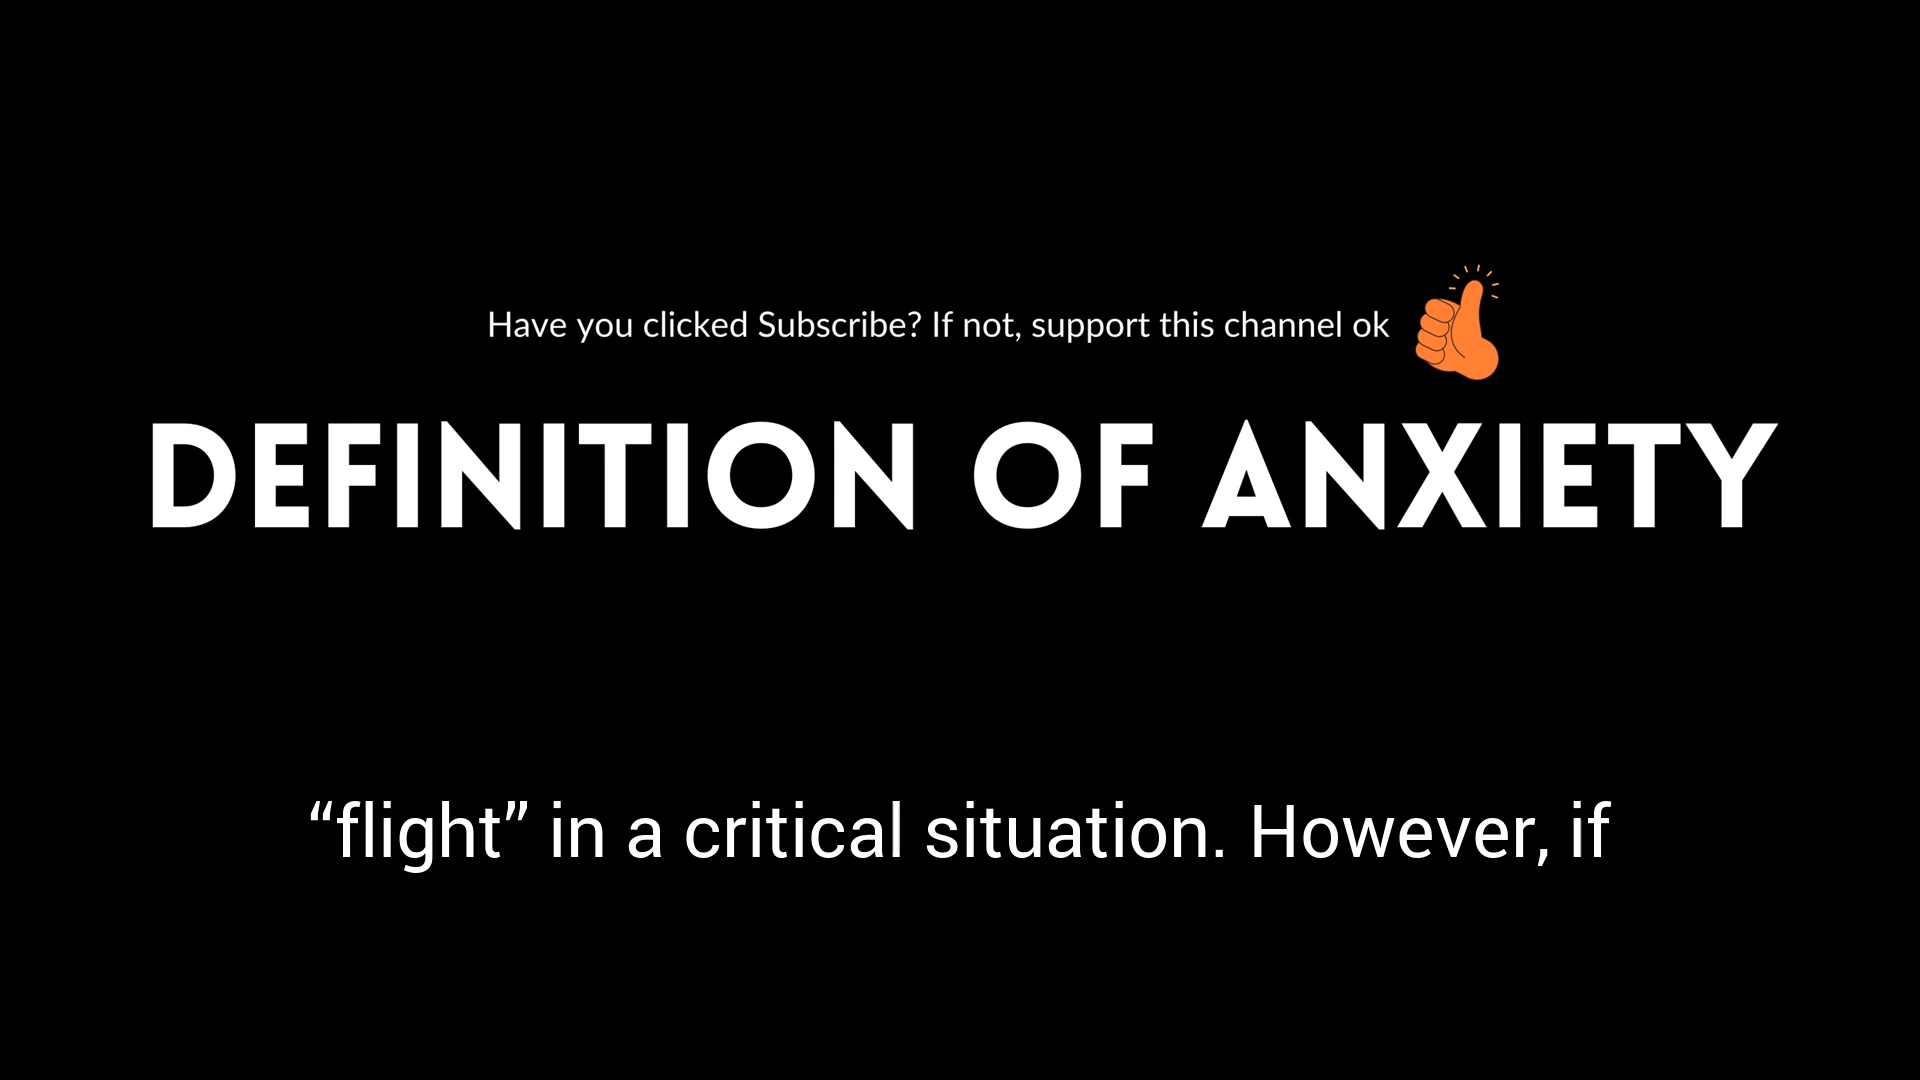 Have you clicked Subscribe? If not, support this channel ok
DEFINITION OF ANXIETY
“flight” in a critical situation. However, if